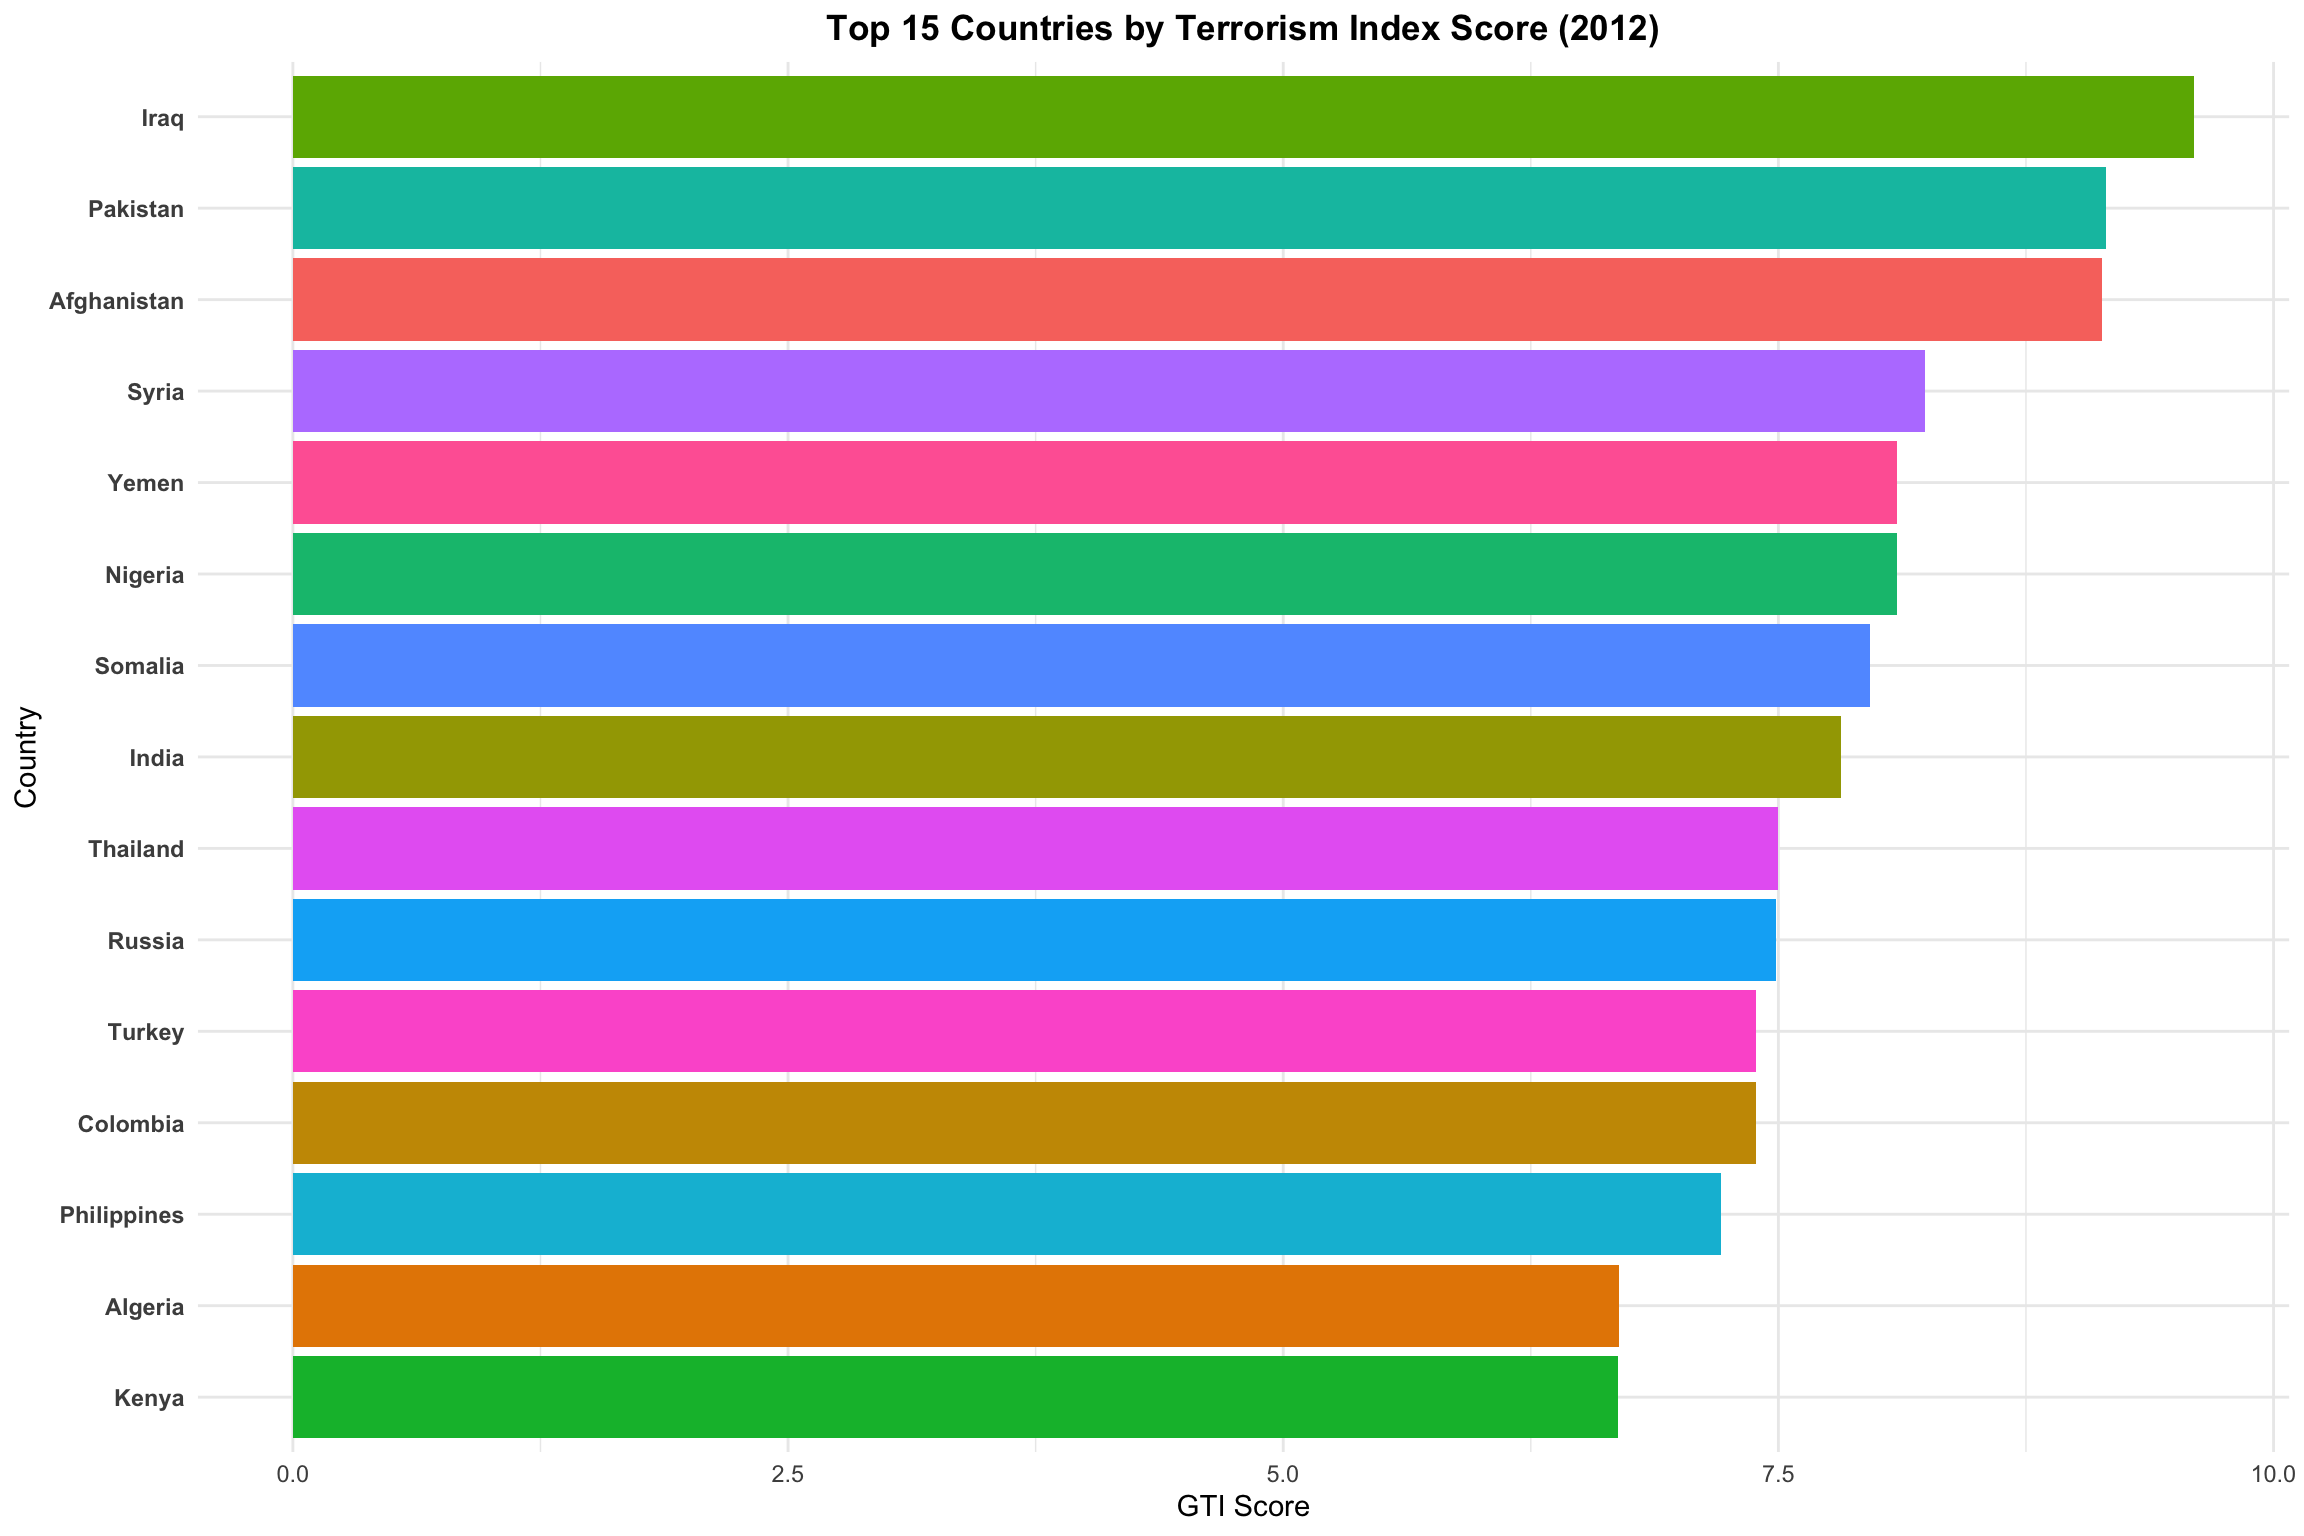 Top 15 Countries by Terrorism Index Score (2012)
Iraq
Pakistan
Afghanistan
Syria
Yemen
Nigeria
Somalia
India
Thailand
Russia
Turkey
Colombia
Philippines
Algeria
Kenya
Country
0.0 2.5 5.0 7.5 10.0
GTI Score